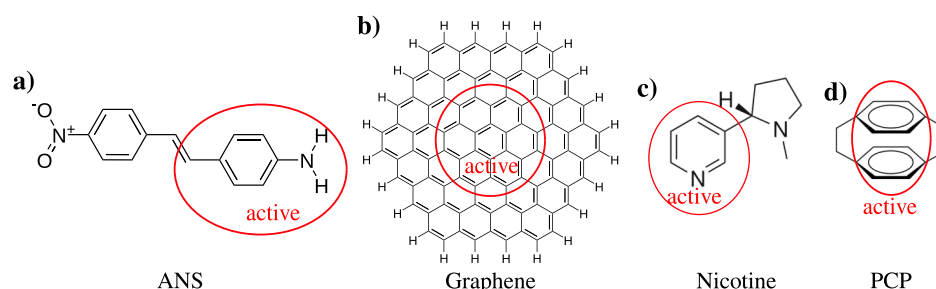 a)
-O
N+
O
H
N
H
active
ANS
b)
H H H H
H H
H H
H H
H H
H H
H H
H H
H H
H H H H
active
Graphene
c)
H
N
N
active
Nicotine
d)
active
PCP